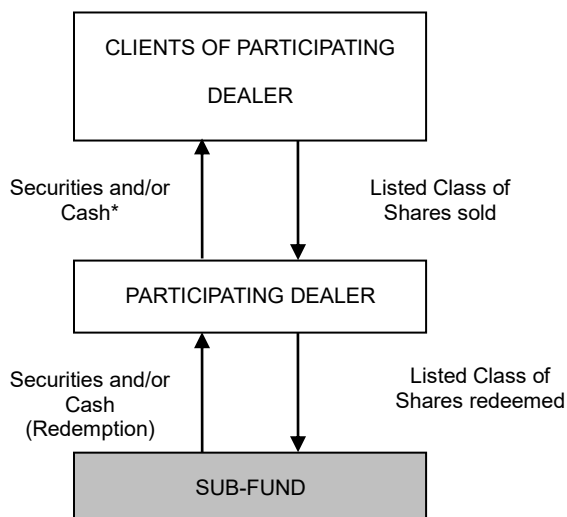 CLIENTS OF PARTICIPATING
DEALER
Securities and/or
Cash*
Listed Class of
Shares sold
PARTICIPATING DEALER
Securities and/or
Cash
(Redemption)
Listed Class of
Shares redeemed
SUB-FUND